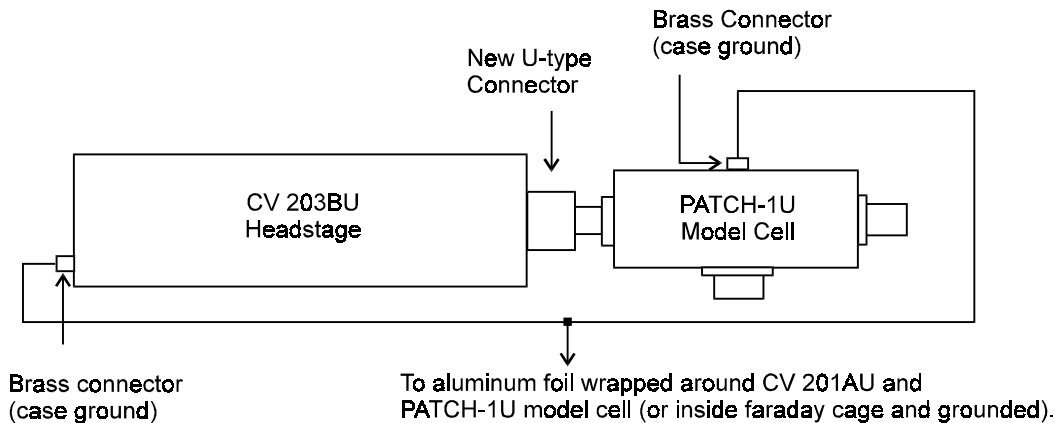 Brass Connector
(case ground)
New U-type
Connector
CV 203BU
Headstage
PATCH-1U
Model Cell
Brass connector
(case ground)
To aluminum foil wrapped around CV 201AU and
PATCH-1U model cell (or inside faraday cage and grounded).